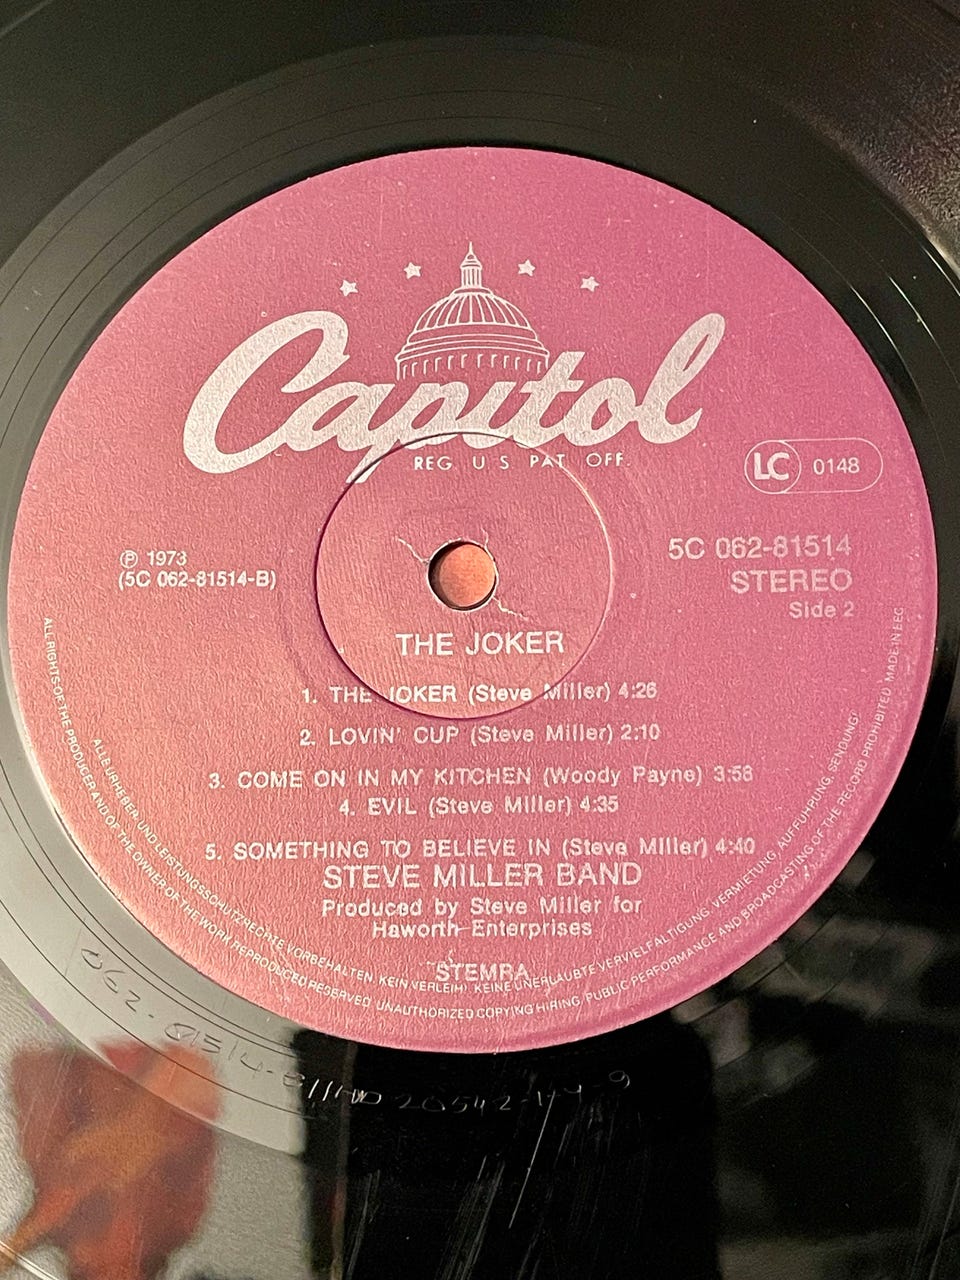 Capitol
REG. U.S. PAT. OFF.
LC 0148
℗ 1973
(5C 062-81514-B)
5C 062-81514
STEREO
Side 2
THE JOKER
1. THE JOKER (Steve Miller) 4:26
2. LOVIN' CUP (Steve Miller) 2:10
3. COME ON IN MY KITCHEN (Woody Payne) 3:58
4. EVIL (Steve Miller) 4:35
5. SOMETHING TO BELIEVE IN (Steve Miller) 4:40
STEVE MILLER BAND
Produced by Steve Miller for
Haworth Enterprises
STEMRA
ALLE URHEBER- UND LEISTUNGSSCHUTZRECHTE VORBEHALTEN. KEIN VERLEIH! KEINE UNERLAUBTE VERVIELFÄLTIGUNG, VERMIETUNG, AUFFÜHRUNG, SENDUNG!
ALL RIGHTS OF THE PRODUCER AND OF THE OWNER OF THE WORK REPRODUCED RESERVED. UNAUTHORIZED COPYING HIRING, PUBLIC PERFORMANCE AND BROADCASTING OF THE RECORD PROHIBITED. MADE IN EEC